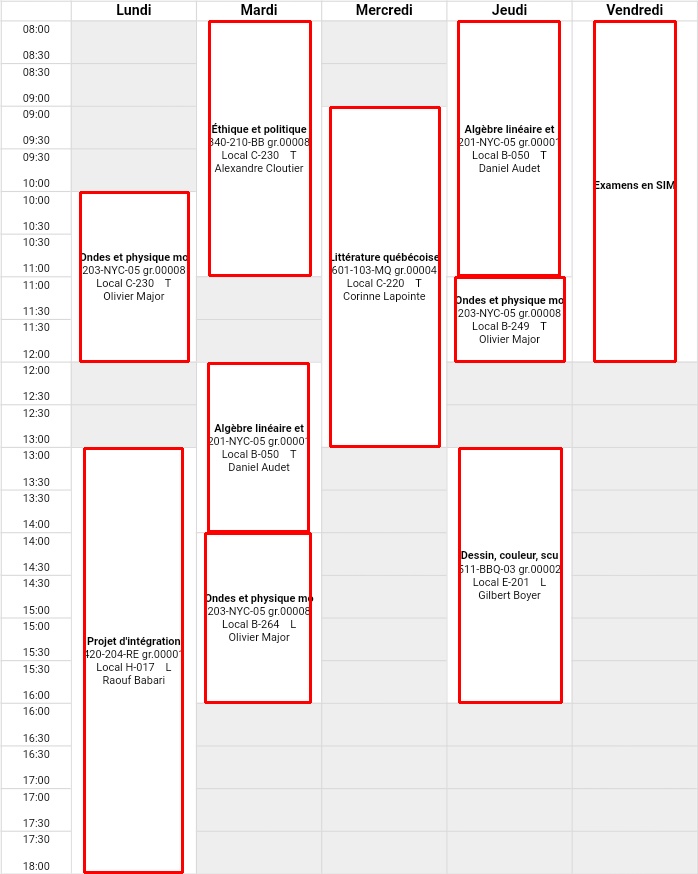 Lundi Mardi Mercredi Jeudi Vendredi
08:00
08:30
08:30
09:00
09:00
09:30
09:30
10:00
10:00
10:30
10:30
11:00
11:00
11:30
11:30
12:00
12:00
12:30
12:30
13:00
13:00
13:30
13:30
14:00
14:00
14:30
14:30
15:00
15:00
15:30
15:30
16:00
16:00
16:30
16:30
17:00
17:00
17:30
17:30
18:00
Ondes et physique mo
203-NYC-05 gr.00008
Local C-230 T
Olivier Major
Projet d'intégration
420-204-RE gr.00001
Local H-017 L
Raouf Babari
Éthique et politique
340-210-BB gr.00008
Local C-230 T
Alexandre Cloutier
Algèbre linéaire et
201-NYC-05 gr.00001
Local B-050 T
Daniel Audet
Ondes et physique mo
203-NYC-05 gr.00008
Local B-264 L
Olivier Major
Littérature québécoise
601-103-MQ gr.00004
Local C-220 T
Corinne Lapointe
Algèbre linéaire et
201-NYC-05 gr.00001
Local B-050 T
Daniel Audet
Ondes et physique mo
203-NYC-05 gr.00008
Local B-249 T
Olivier Major
Dessin, couleur, scu
511-BBQ-03 gr.00002
Local E-201 L
Gilbert Boyer
Examens en SIM